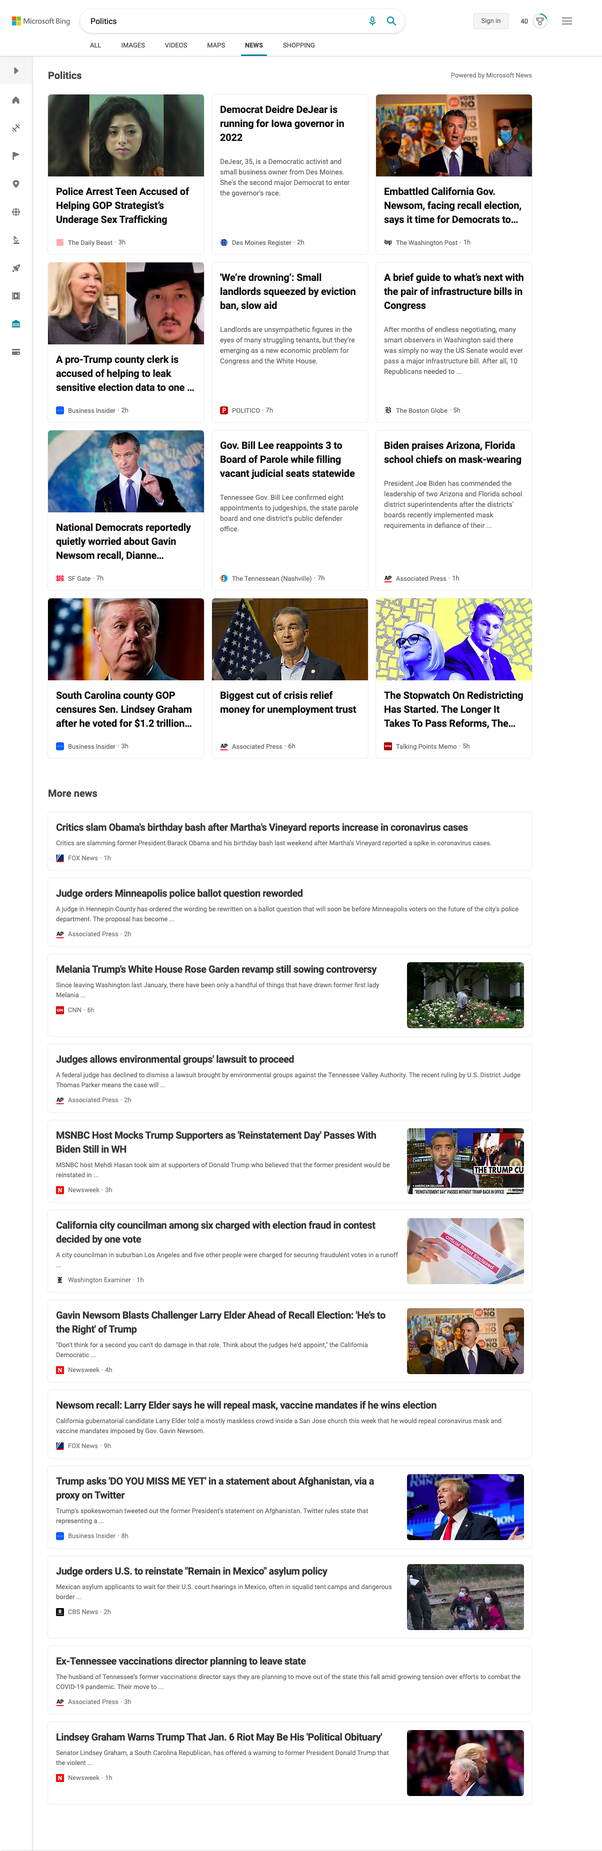 Microsoft Bing
Politics
Sign in
40
ALL IMAGES VIDEOS MAPS NEWS SHOPPING
Politics
Powered by Microsoft News
Police Arrest Teen Accused of
Helping GOP Strategist's
Underage Sex Trafficking
The Daily Beast · 3h
Democrat Deidre DeJear is
running for Iowa governor in
2022
DeJear, 35, is a Democratic activist and
small business owner from Des Moines.
She's the second major Democrat to enter
the governor's race.
Des Moines Register · 2h
Embattled California Gov.
Newsom, facing recall election,
says it time for Democrats to...
The Washington Post · 1h
A pro-Trump county clerk is
accused of helping to leak
sensitive election data to one ...
Business Insider · 2h
'We're drowning': Small
landlords squeezed by eviction
ban, slow aid
Landlords are unsympathetic figures in the
eyes of many struggling tenants, but they're
emerging as a new economic problem for
Congress and the White House.
POLITICO · 7h
A brief guide to what's next with
the pair of infrastructure bills in
Congress
After months of endless negotiating, many
smart observers in Washington said there
was simply no way the US Senate would ever
pass a major infrastructure bill. After all, 10
Republicans needed to ...
The Boston Globe · 5h
National Democrats reportedly
quietly worried about Gavin
Newsom recall, Dianne...
SF Gate · 7h
Gov. Bill Lee reappoints 3 to
Board of Parole while filling
vacant judicial seats statewide
Tennessee Gov. Bill Lee confirmed eight
appointments to judgeships, the state parole
board and one district's public defender
office.
The Tennessean (Nashville) · 7h
Biden praises Arizona, Florida
school chiefs on mask-wearing
President Joe Biden has commended the
leadership of two Arizona and Florida school
district superintendents after the districts'
boards recently implemented mask
requirements in defiance of their ...
AP Associated Press · 1h
South Carolina county GOP
censures Sen. Lindsey Graham
after he voted for $1.2 trillion...
Business Insider · 3h
Biggest cut of crisis relief
money for unemployment trust
AP Associated Press · 6h
The Stopwatch On Redistricting
Has Started. The Longer It
Takes To Pass Reforms, The...
Talking Points Memo · 5h
More news
Critics slam Obama's birthday bash after Martha's Vineyard reports increase in coronavirus cases
Critics are slamming former President Barack Obama and his birthday bash last weekend after Martha's Vineyard reported a spike in coronavirus cases.
FOX News · 1h
Judge orders Minneapolis police ballot question reworded
A judge in Hennepin County has ordered the wording be rewritten on a ballot question that will soon be before Minneapolis voters on the future of the city's police
department. The proposal has become ...
AP Associated Press · 2h
Melania Trump's White House Rose Garden revamp still sowing controversy
Since leaving Washington last January, there have been only a handful of things that have drawn former first lady
Melania ...
CNN · 6h
Judges allows environmental groups' lawsuit to proceed
A federal judge has declined to dismiss a lawsuit brought by environmental groups against the Tennessee Valley Authority. The recent ruling by U.S. District Judge
Thomas Parker means the case will ...
AP Associated Press · 2h
MSNBC Host Mocks Trump Supporters as 'Reinstatement Day' Passes With
Biden Still in WH
MSNBC host Mehdi Hasan took aim at supporters of Donald Trump who believed that the former president would be
reinstated in ...
N Newsweek · 3h
THE TRUMP CU
"REINSTATEMENT DAY" PASSES WITHOUT TRUMP BACK IN OFFICE
California city councilman among six charged with election fraud in contest
decided by one vote
A city councilman in suburban Los Angeles and five other people were charged for securing fraudulent votes in a runoff
...
Washington Examiner · 1h
Gavin Newsom Blasts Challenger Larry Elder Ahead of Recall Election: 'He's to
the Right' of Trump
"Don't think for a second you can't do damage in that role. Think about the judges he'd appoint," the California
Democratic ...
N Newsweek · 4h
Newsom recall: Larry Elder says he will repeal mask, vaccine mandates if he wins election
California gubernatorial candidate Larry Elder told a mostly maskless crowd inside a San Jose church this week that he would repeal coronavirus mask and
vaccine mandates imposed by Gov. Gavin Newsom.
FOX News · 9h
Trump asks 'DO YOU MISS ME YET' in a statement about Afghanistan, via a
proxy on Twitter
Trump's spokeswoman tweeted out the former President's statement on Afghanistan. Twitter rules state that
representing a ...
Business Insider · 8h
Judge orders U.S. to reinstate "Remain in Mexico" asylum policy
Mexican asylum applicants to wait for their U.S. court hearings in Mexico, often in squalid tent camps and dangerous
border ...
CBS News · 2h
Ex-Tennessee vaccinations director planning to leave state
The husband of Tennessee's former vaccinations director says they are planning to move out of the state this fall amid growing tension over efforts to combat the
COVID-19 pandemic. Their move to ...
AP Associated Press · 3h
Lindsey Graham Warns Trump That Jan. 6 Riot May Be His 'Political Obituary'
Senator Lindsey Graham, a South Carolina Republican, has offered a warning to former President Donald Trump that
the violent ...
N Newsweek · 1h